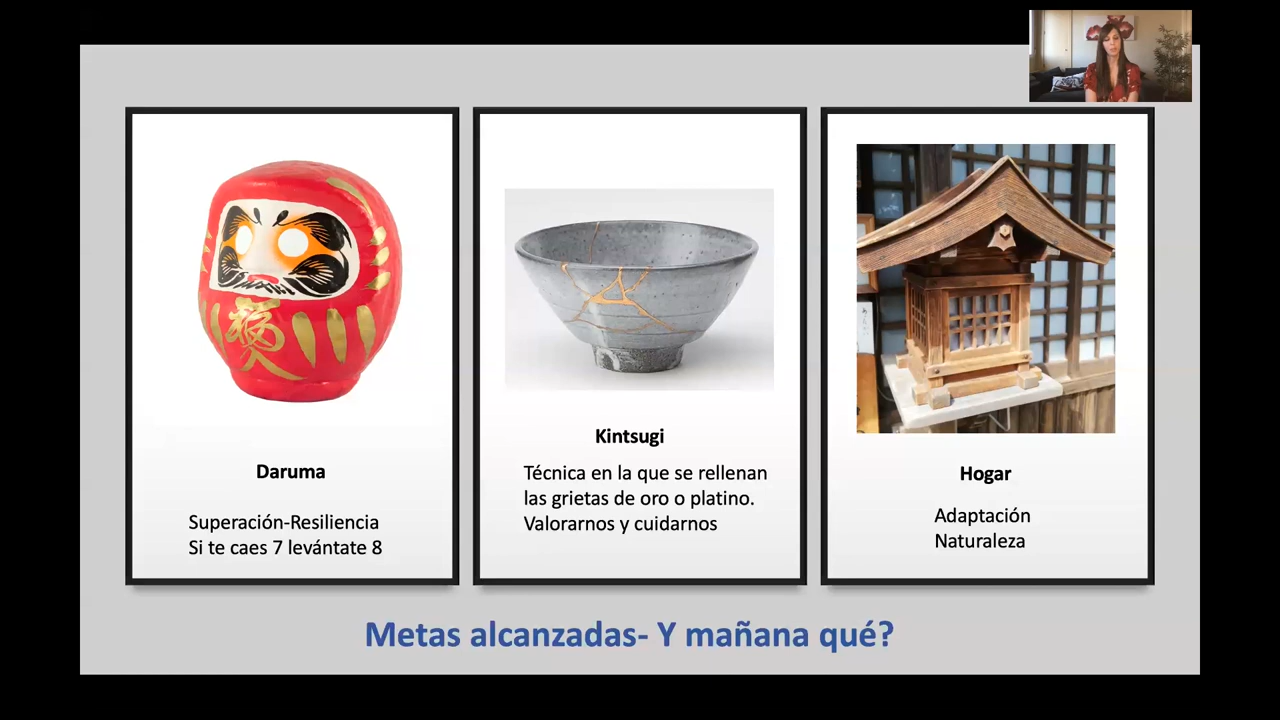 Daruma
Superación-Resiliencia
Si te caes 7 levántate 8
Kintsugi
Técnica en la que se rellenan
las grietas de oro o platino.
Valorarnos y cuidarnos
Hogar
Adaptación
Naturaleza
Metas alcanzadas- Y mañana qué?